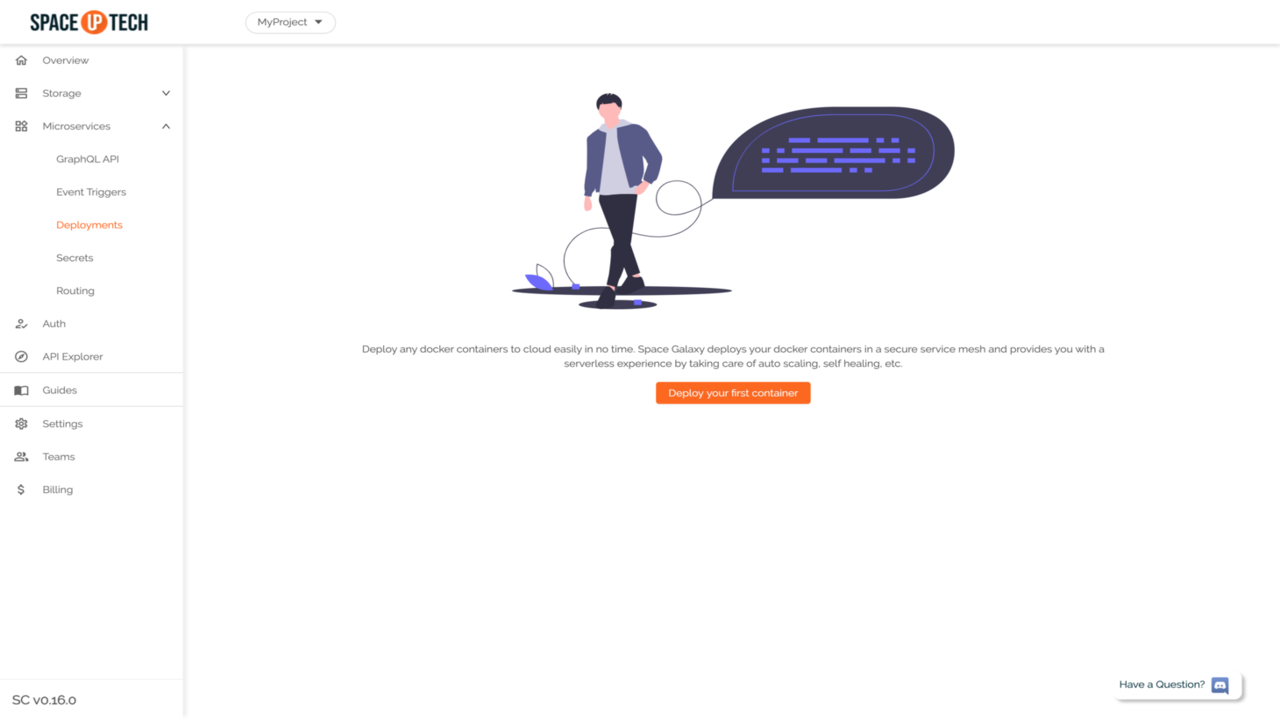 SPACE UP TECH
MyProject
Overview
Storage
Microservices
GraphQL API
Event Triggers
Deployments
Secrets
Routing
Auth
API Explorer
Guides
Settings
Teams
$ Billing
SC v0.16.0
Deploy any docker containers to cloud easily in no time. Space Galaxy deploys your docker containers in a secure service mesh and provides you with a
serverless experience by taking care of auto scaling, self healing, etc.
Deploy your first container
Have a Question?